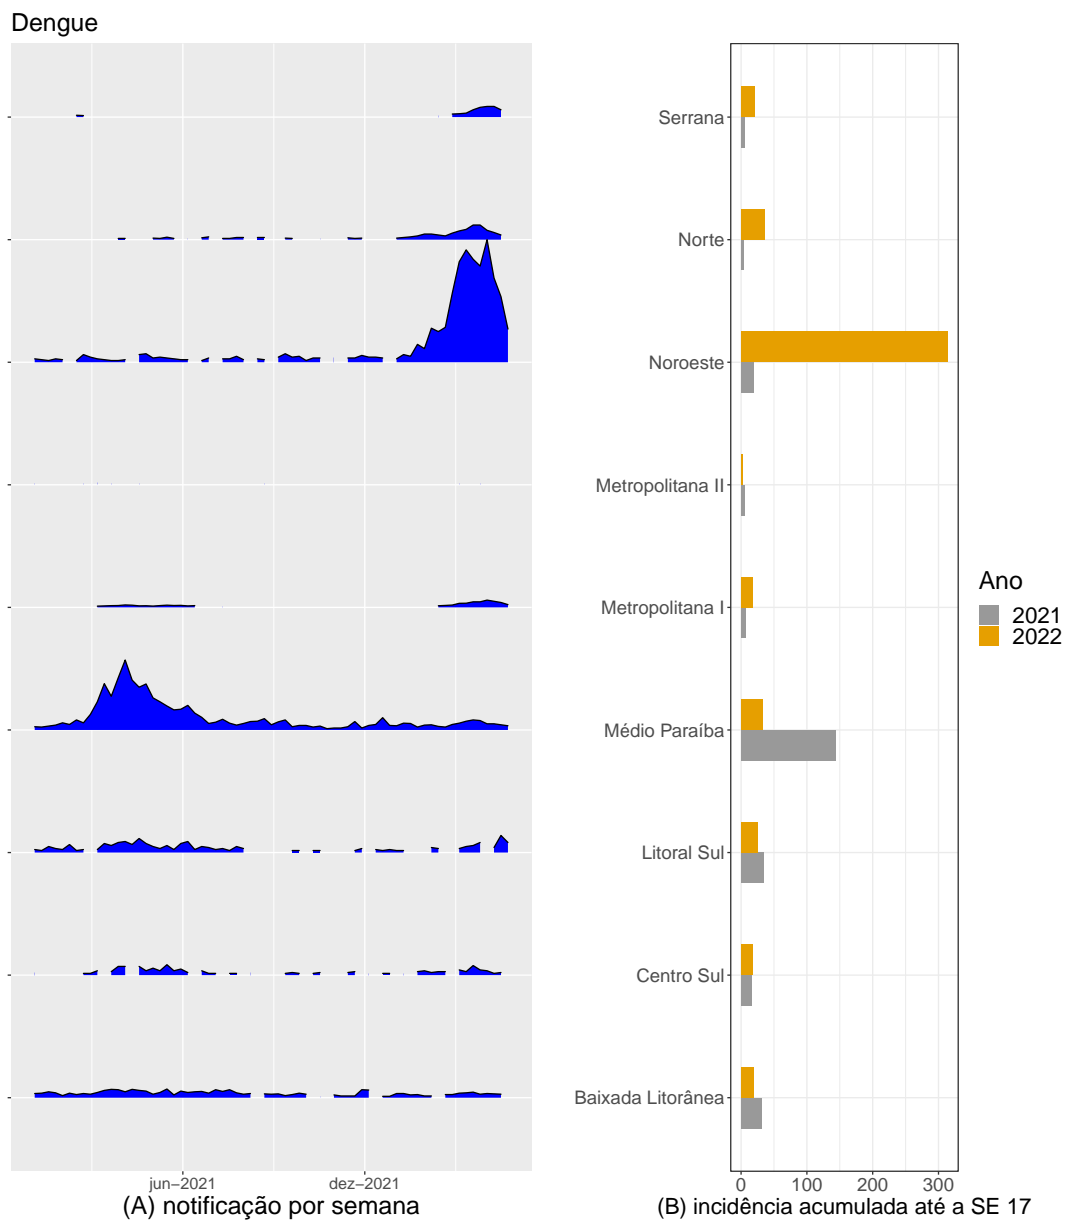 Dengue
Serrana
Norte
Noroeste
Metropolitana II
Metropolitana I
Médio Paraíba
Litoral Sul
Centro Sul
Baixada Litorânea
Ano
2021
2022
jun−2021 dez−2021
0 100 200 300
(A) notificação por semana
(B) incidência acumulada até a SE 17